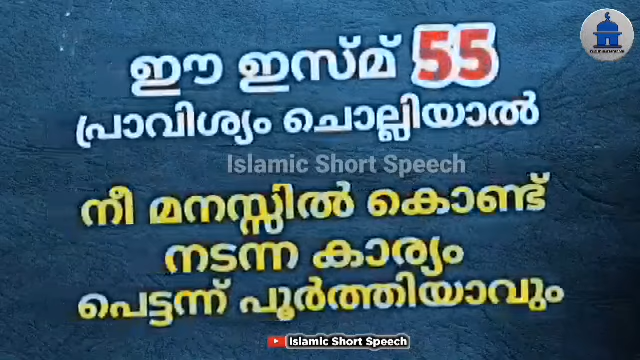 ഈ ഇസ്മ് 55
പ്രാവിശ്യം ചൊല്ലിയാൽ
Islamic Short Speech
നീ മനസ്സിൽ കൊണ്ട്
നടന്ന കാര്യം
പെട്ടന്ന് പൂർത്തിയാവും
Islamic Short Speech